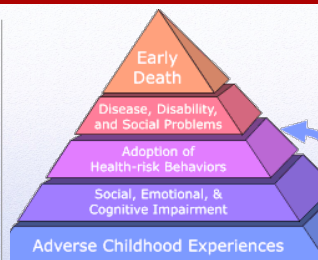 Early
Death
Disease, Disability,
and Social Problems
Adoption of
Health-risk Behaviors
Social, Emotional, &
Cognitive Impairment
Adverse Childhood Experiences